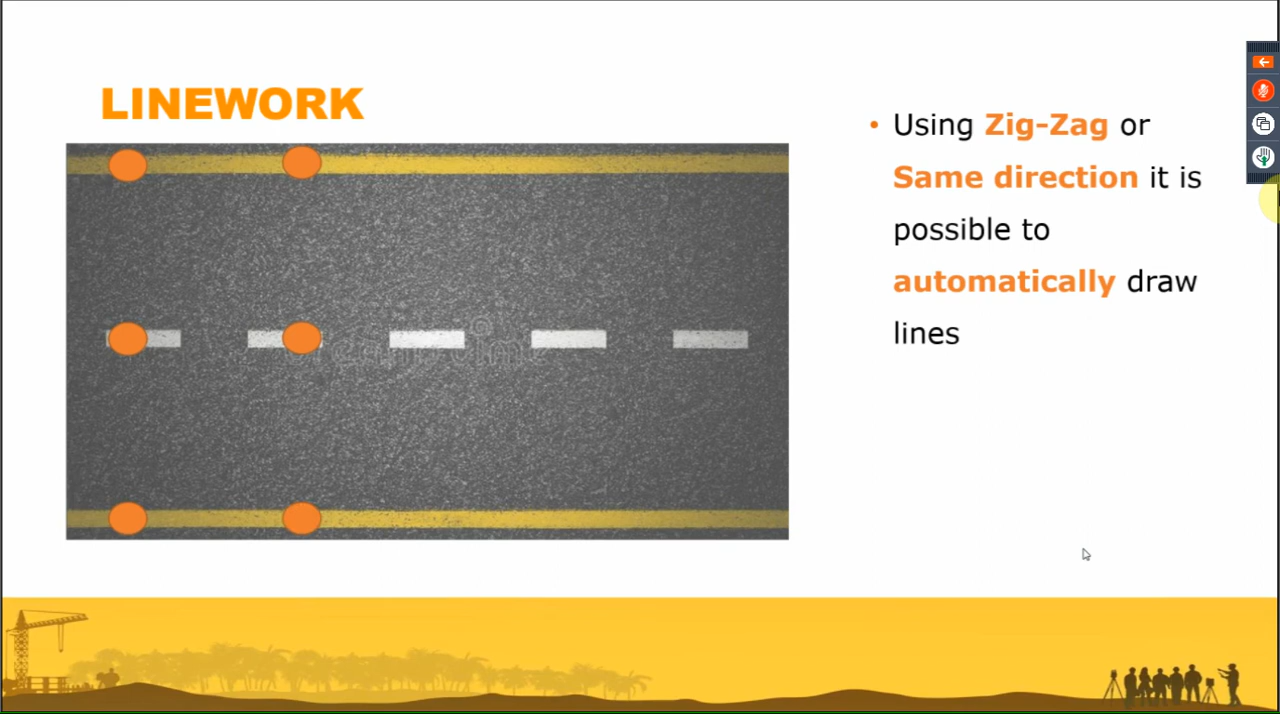 LINEWORK
• Using Zig-Zag or
Same direction it is
possible to
automatically draw
lines